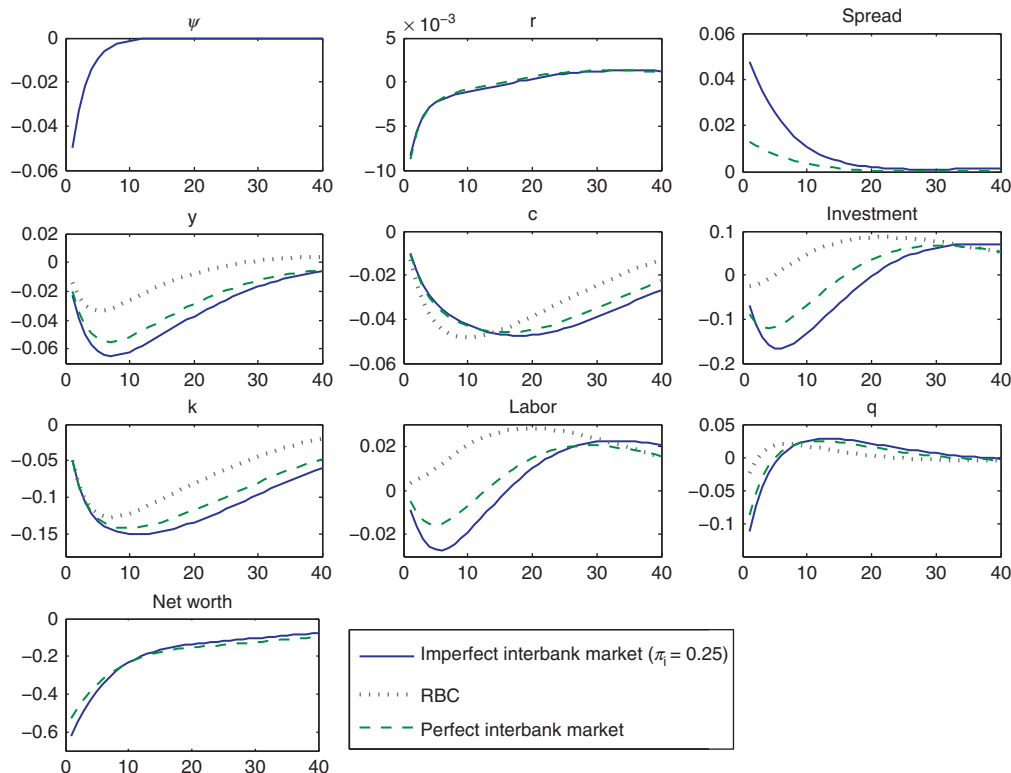 ψ
0
−0.02
−0.04
−0.06
0 10 20 30 40
× 10⁻³
r
5
0
−5
−10
0 10 20 30 40
Spread
0.06
0.04
0.02
0
0 10 20 30 40
y
0.02
0
−0.02
−0.04
−0.06
0 10 20 30 40
c
0
−0.02
−0.04
−0.06
0 10 20 30 40
Investment
0.1
0
−0.1
−0.2
0 10 20 30 40
k
0
−0.05
−0.1
−0.15
0 10 20 30 40
Labor
0.02
0
−0.02
0 10 20 30 40
q
0.05
0
−0.05
−0.1
0 10 20 30 40
Net worth
0
−0.2
−0.4
−0.6
0 10 20 30 40
Imperfect interbank market (πᵢ = 0.25)
RBC
Perfect interbank market